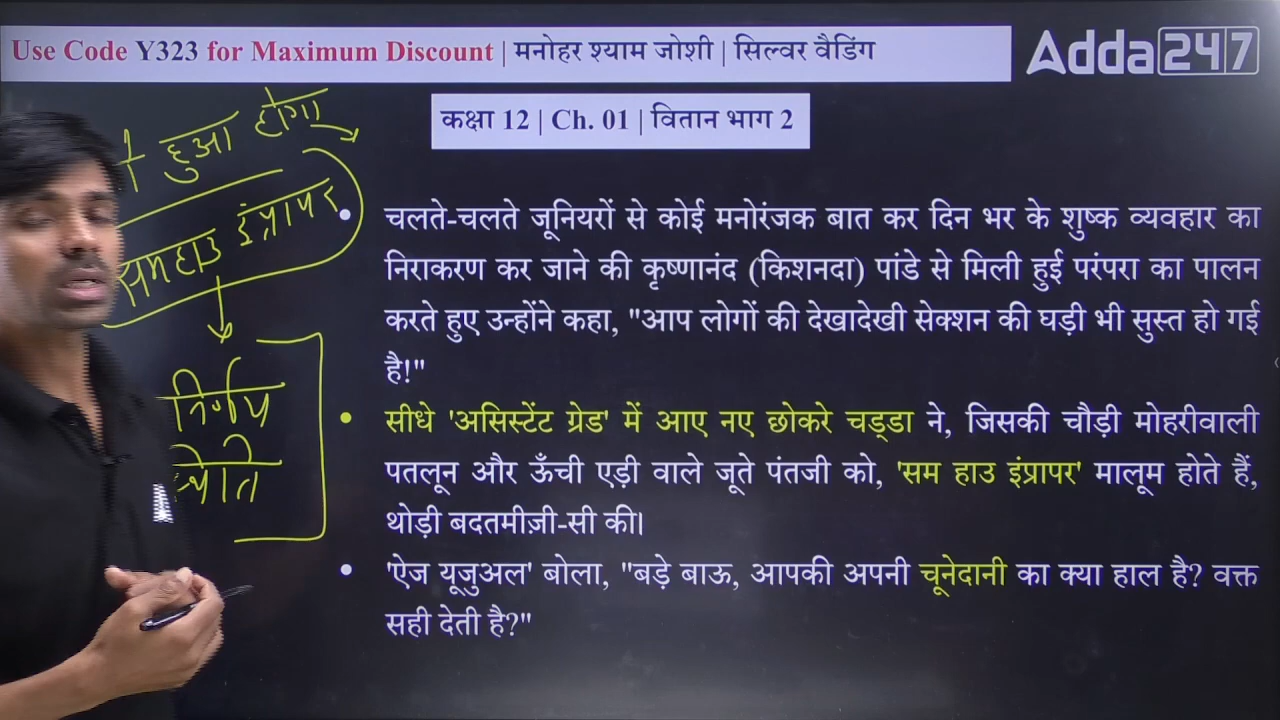 Use Code Y323 for Maximum Discount | मनोहर श्याम जोशी | सिल्वर वैडिंग
Adda247
कक्षा 12 | Ch. 01 | वितान भाग 2
हुआ होगा
समहाउ इंप्रापर
निर्णय
• चलते-चलते जूनियरों से कोई मनोरंजक बात कर दिन भर के शुष्क व्यवहार का
निराकरण कर जाने की कृष्णानंद (किशनदा) पांडे से मिली हुई परंपरा का पालन
करते हुए उन्होंने कहा, "आप लोगों की देखादेखी सेक्शन की घड़ी भी सुस्त हो गई
है!"
• सीधे 'असिस्टेंट ग्रेड' में आए नए छोकरे चड्डा ने, जिसकी चौड़ी मोहरीवाली
पतलून और ऊँची एड़ी वाले जूते पंतजी को, 'सम हाउ इंप्रापर' मालूम होते हैं,
थोड़ी बदतमीज़ी-सी की।
• 'ऐज यूजुअल' बोला, "बड़े बाऊ, आपकी अपनी चूनेदानी का क्या हाल है? वक्त
सही देती है?"